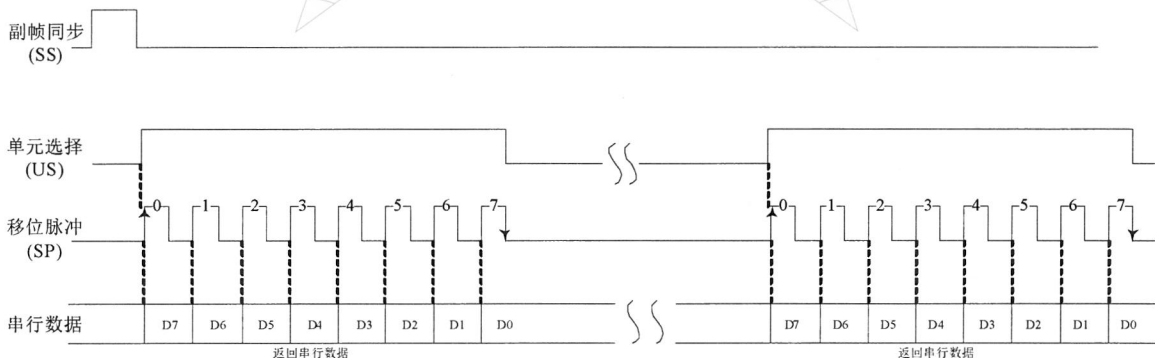 副帧同步
(SS)
单元选择
(US)
移位脉冲
(SP)
0 1 2 3 4 5 6 7
0 1 2 3 4 5 6 7
串行数据
D7 D6 D5 D4 D3 D2 D1 D0
D7 D6 D5 D4 D3 D2 D1 D0
返回串行数据
返回串行数据